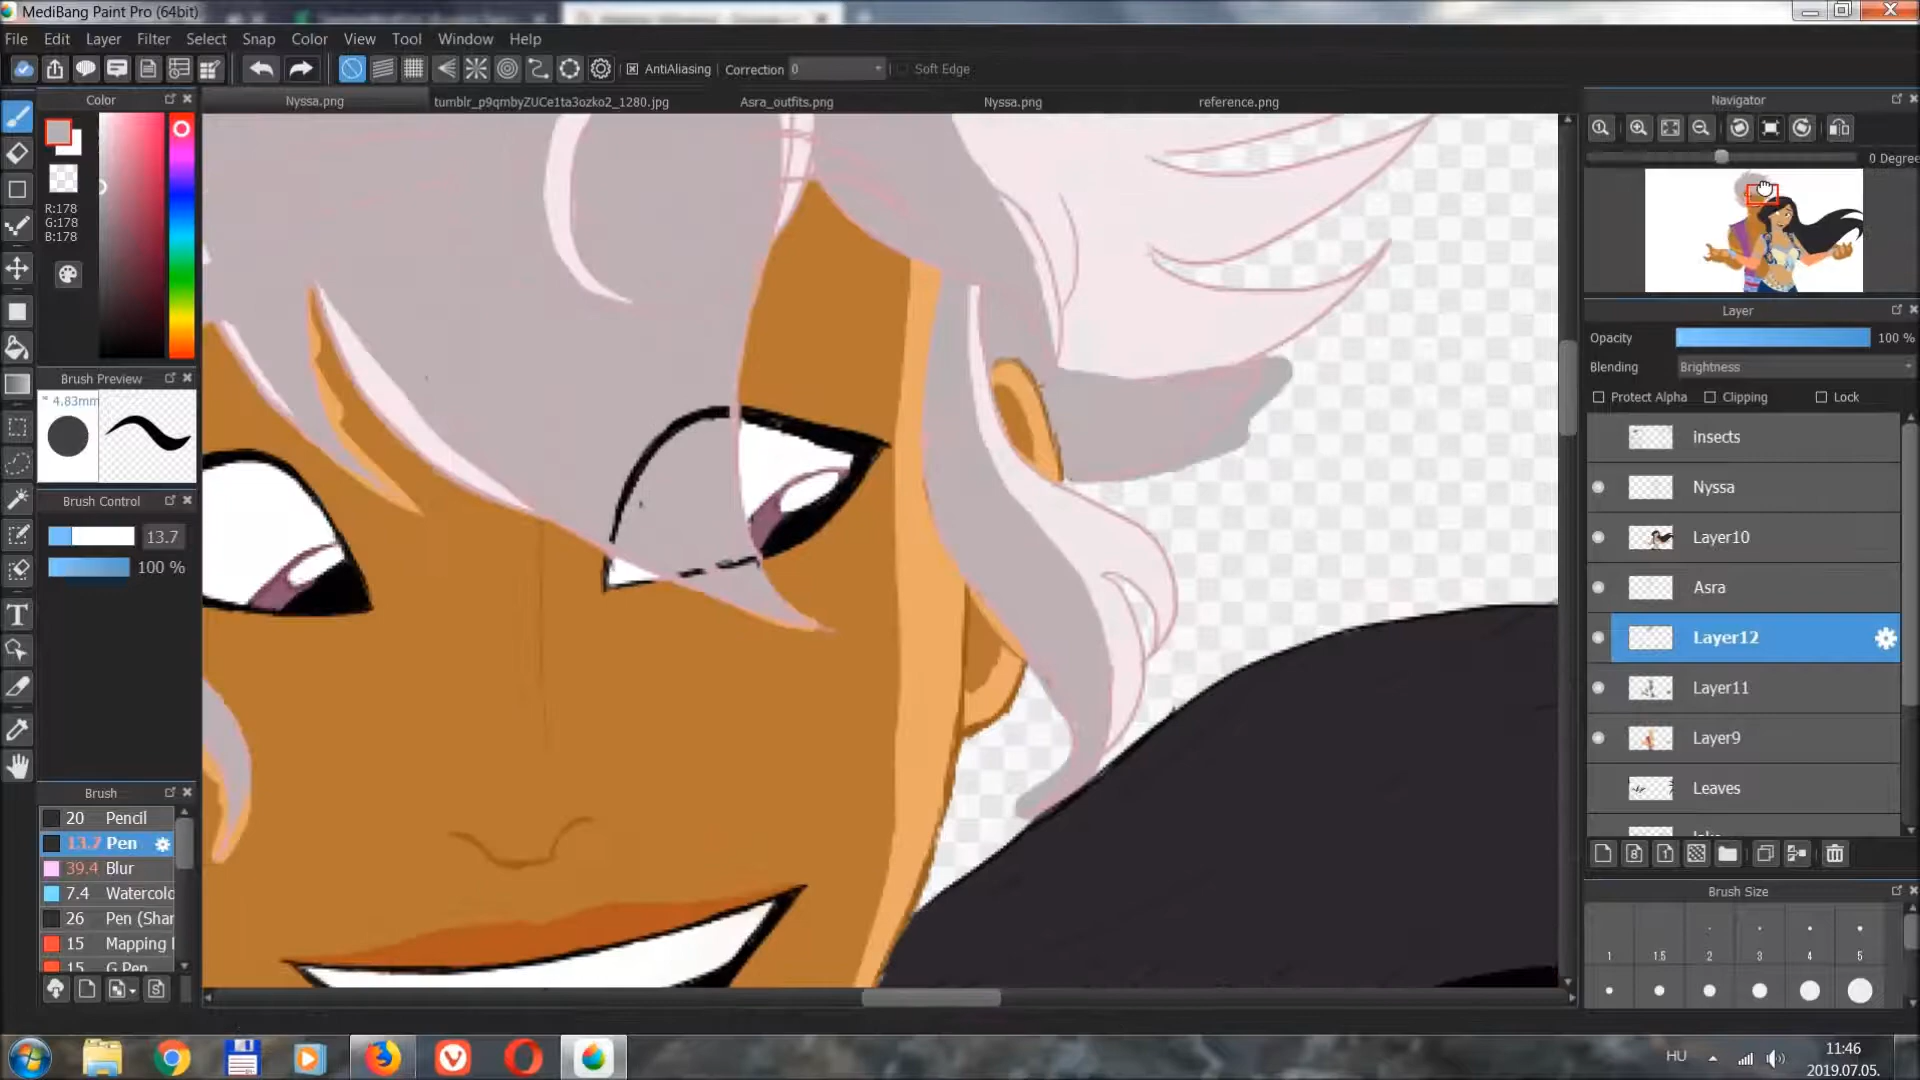 MediBang Paint Pro (64bit)
File Edit Layer Filter Select Snap Color View Tool Window Help
AntiAliasing Correction 0 Soft Edge
Color
Nyssa.png tumblr_p9qmbyZUCe1ta3ozko2_1280.jpg Asra_outfits.png Nyssa.png reference.png
Navigator
0 Degree
R:178
G:178
B:178
Layer
Opacity 100 %
Blending Brightness
Protect Alpha Clipping Lock
Brush Preview
* 4.83mm
Brush Control
13.7
100 %
insects
Nyssa
Layer10
Asra
Layer12
Layer11
Layer9
Leaves
Brush
20 Pencil
13.7 Pen
39.4 Blur
7.4 Watercolo
26 Pen (Shar
15 Mapping
15 G Pen
Brush Size
1 1.5 2 3 4 5
HU
11:46
2019.07.05.